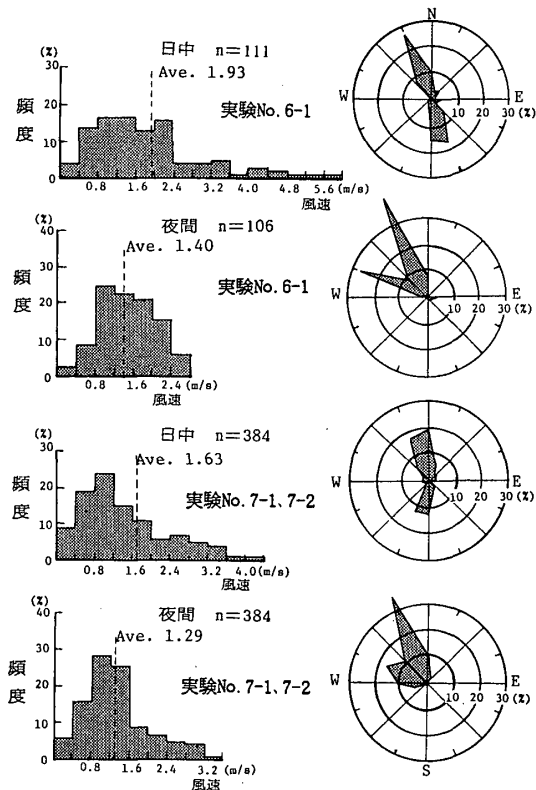 (%)
日中 n=111
Ave. 1.93
実験No.6-1
頻度
30
20
10
0
0.8 1.6 2.4 3.2 4.0 4.8 5.6(m/s)
風速
N
W
E
10 20 30(%)
夜間 n=106
Ave. 1.40
(%)
実験No.6-1
頻度
30
20
10
0
0.8 1.6 2.4(m/s)
風速
W
E
10 20 30(%)
日中 n=384
(%)
Ave. 1.63
実験No.7-1、7-2
頻度
30
20
10
0
0.8 1.6 2.4 3.2 4.0(m/s)
風速
W
E
10 20 30(%)
夜間 n=384
(%)
Ave. 1.29
実験No.7-1、7-2
頻度
40
30
20
10
0
0.8 1.6 2.4 3.2(m/s)
風速
W
E
10 20 30(%)
S